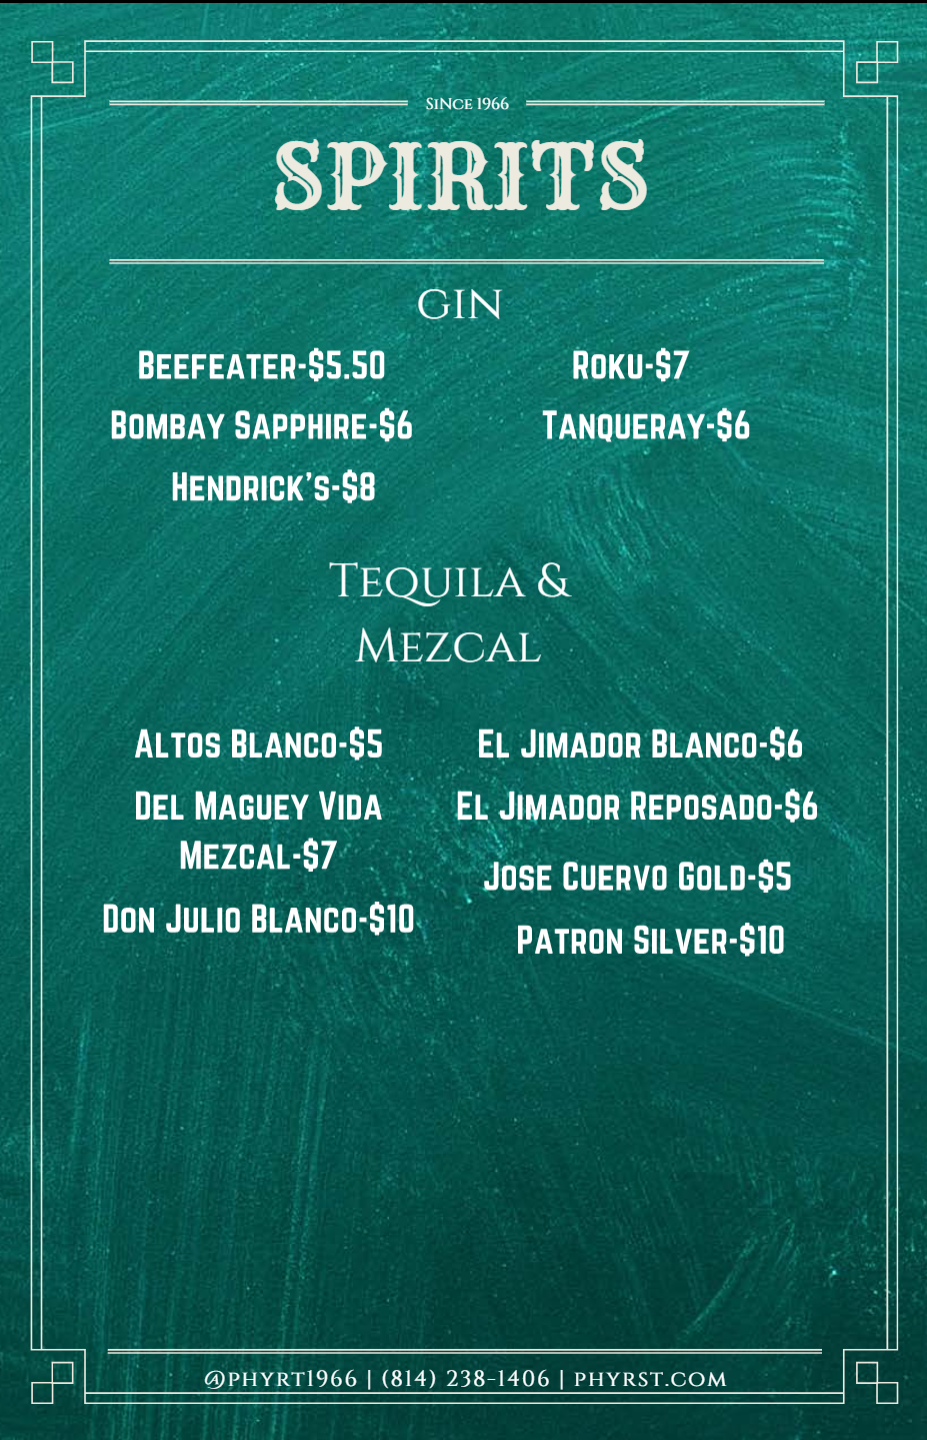 SINCE 1966
SPIRITS
GIN
BEEFEATER-$5.50
BOMBAY SAPPHIRE-$6
HENDRICK'S-$8
ROKU-$7
TANQUERAY-$6
TEQUILA &
MEZCAL
ALTOS BLANCO-$5
DEL MAGUEY VIDA
MEZCAL-$7
DON JULIO BLANCO-$10
EL JIMADOR BLANCO-$6
EL JIMADOR REPOSADO-$6
JOSE CUERVO GOLD-$5
PATRON SILVER-$10
@PHYRT1966 | (814) 238-1406 | PHYRST.COM